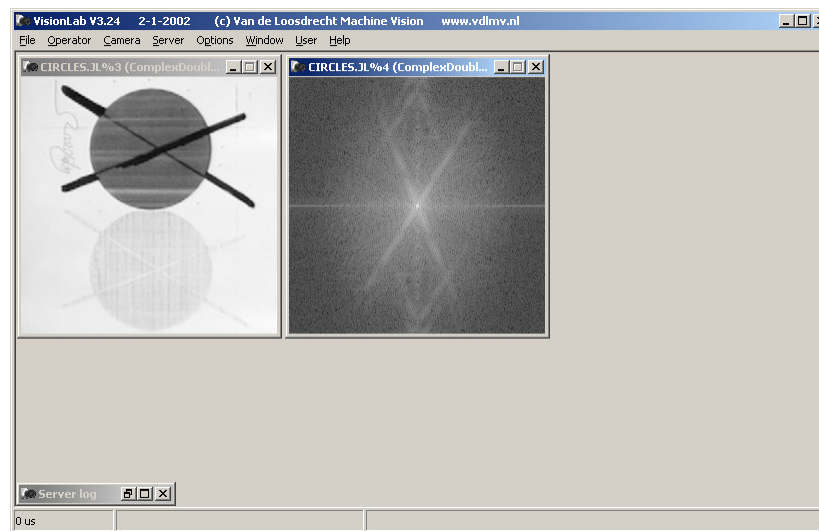 VisionLab V3.24 2-1-2002 (c) Van de Loosdrecht Machine Vision www.vdlmv.nl
File Operator Camera Server Options Window User Help
CIRCLES.JL%3 (ComplexDoubl...
CIRCLES.JL%4 (ComplexDoubl...
Server log
0 us